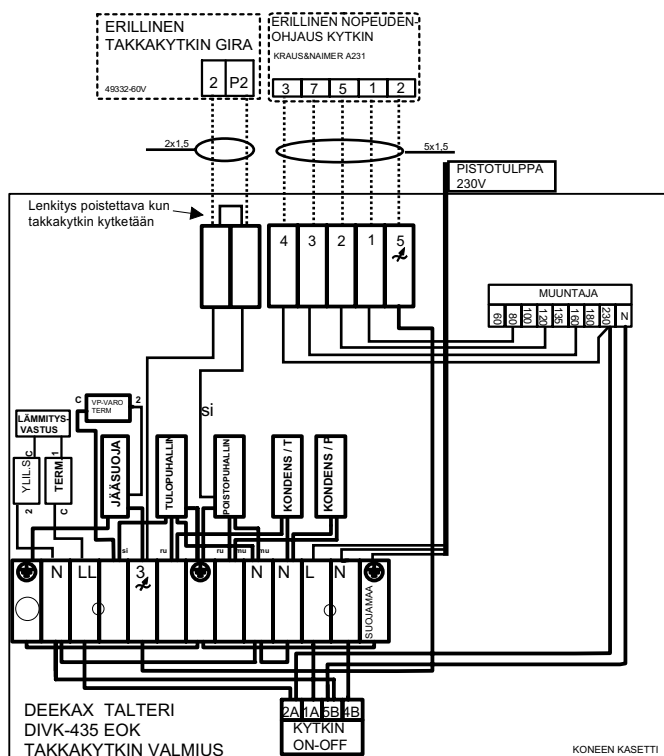 ERILLINEN
TAKKAKYTKIN GIRA
49332-60V
2 P2
ERILLINEN NOPEUDEN-
OHJAUS KYTKIN
KRAUS&NAIMER A231
3 7 5 1 2
2x1,5
5x1,5
PISTOTULPPA
230V
Lenkitys poistettava kun
takkakytkin kytketään
4 3 2 1 5
MUUNTAJA
60 80 100 120 135 160 180 230 N
C
VP-VARO
TERM
2
si
LÄMMITYS-
VASTUS
C
1
YLIL.S
TERM.
2
C
JÄÄSUOJA
TULOPUHALLIN
POISTOPUHALLIN
KONDENS / T
KONDENS / P
si ru ru mu mu
N LL 3 N N L N
SUOJAMAA
2A 1A 5B 4B
KYTKIN
ON-OFF
DEEKAX TALTERI
DIVK-435 EOK
TAKKAKYTKIN VALMIUS
KONEEN KASETTI